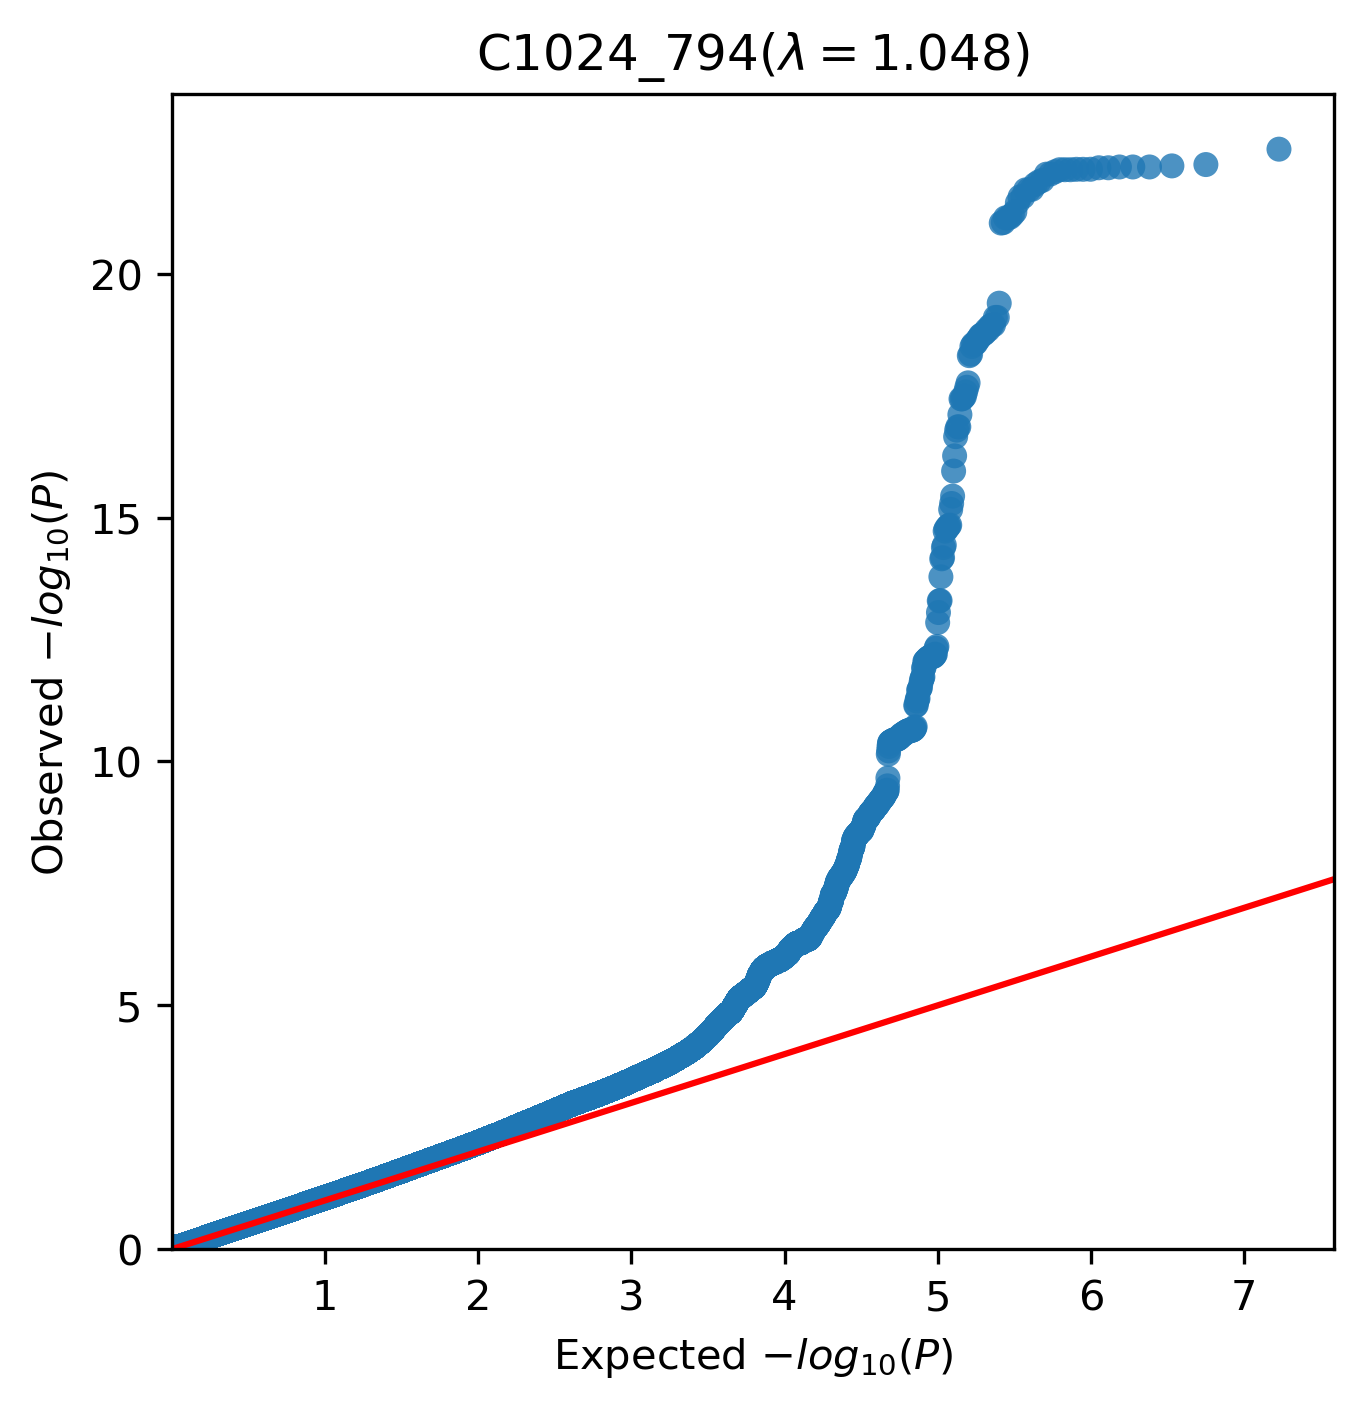 C1024_794(λ = 1.048)
Observed −log₁₀(P)
20
15
10
5
0
1 2 3 4 5 6 7
Expected −log₁₀(P)